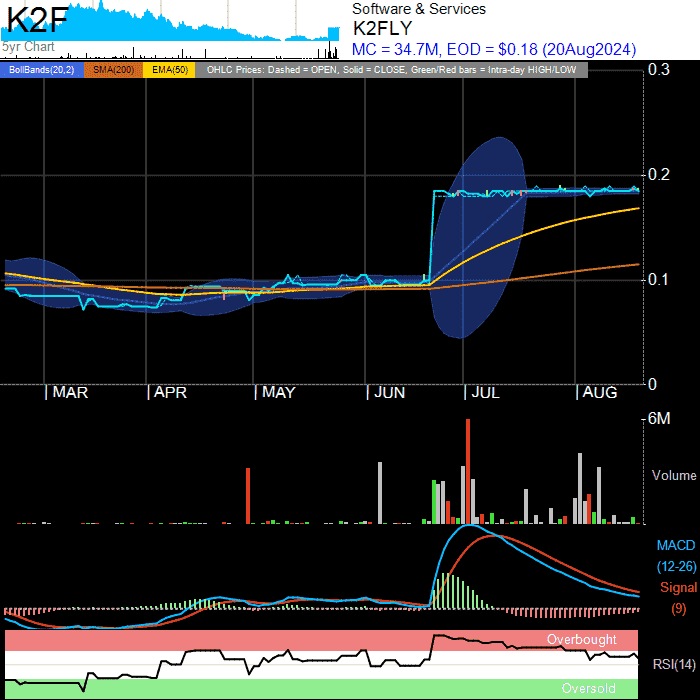 K2F
Software & Services
K2FLY
5yr Chart
MC = 34.7M, EOD = $0.18 (20Aug2024)
BollBands(20,2) SMA(200) EMA(50) OHLC Prices: Dashed = OPEN, Solid = CLOSE, Green/Red bars = Intra-day HIGH/LOW
0.3
0.2
0.1
0
MAR APR MAY JUN JUL AUG
6M
Volume
MACD
(12-26)
Signal
(9)
Overbought
RSI(14)
Oversold